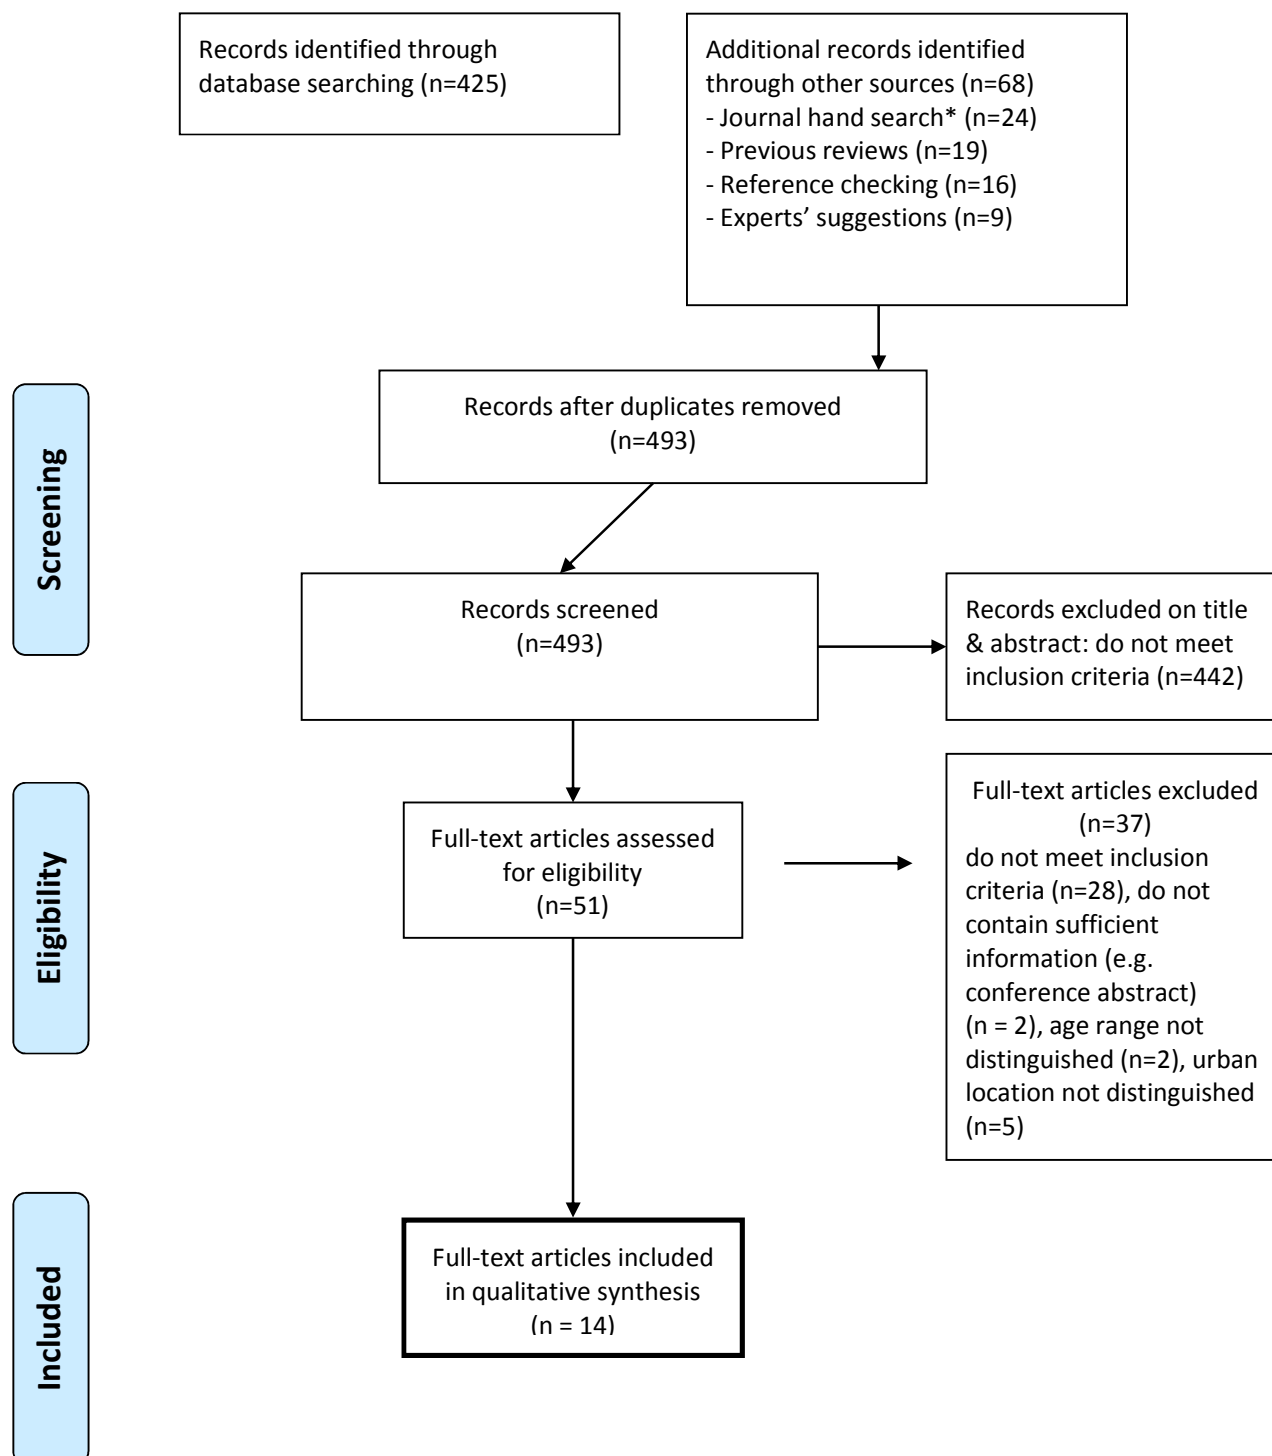 Records identified through
database searching (n=425)
Additional records identified
through other sources (n=68)
- Journal hand search* (n=24)
- Previous reviews (n=19)
- Reference checking (n=16)
- Experts’ suggestions (n=9)
Screening
Records after duplicates removed
(n=493)
Records screened
(n=493)
Records excluded on title
& abstract: do not meet
inclusion criteria (n=442)
Eligibility
Full-text articles assessed
for eligibility
(n=51)
Full-text articles excluded
(n=37)
do not meet inclusion
criteria (n=28), do not
contain sufficient
information (e.g.
conference abstract)
(n = 2), age range not
distinguished (n=2), urban
location not distinguished
(n=5)
Included
Full-text articles included
in qualitative synthesis
(n = 14)